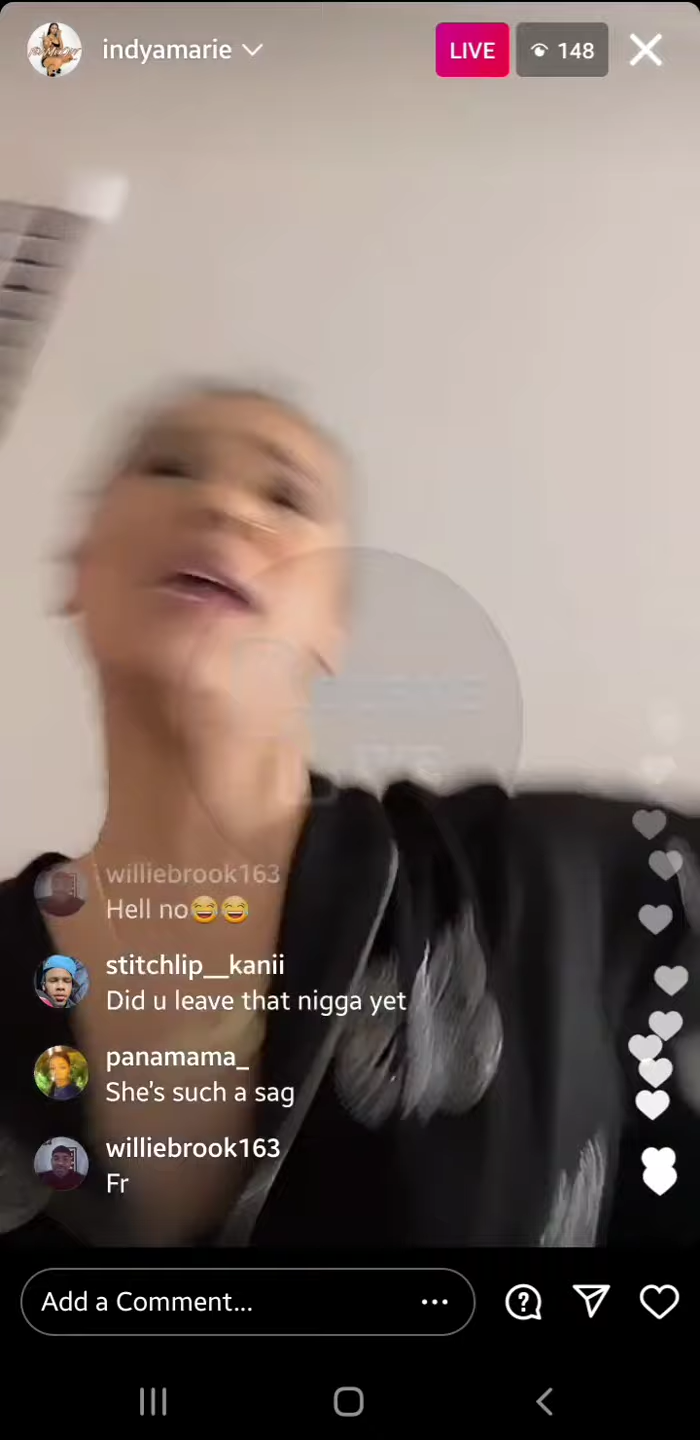 indyamarie
LIVE
148
williebrook163
Hell no😂😂
stitchlip__kanii
Did u leave that nigga yet
panamama_
She's such a sag
williebrook163
Fr
Add a Comment...